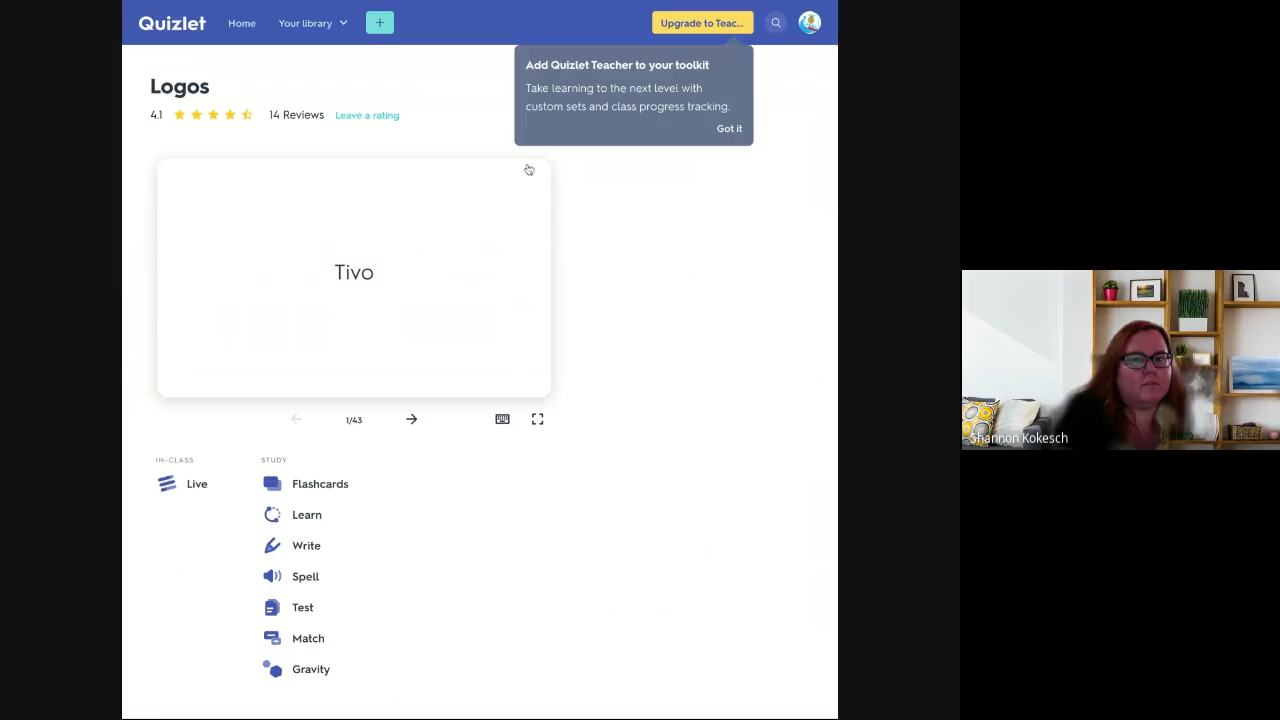 Quizlet
Home
Your library
+
Upgrade to Teac...
Add Quizlet Teacher to your toolkit
Take learning to the next level with
custom sets and class progress tracking.
Got it
Logos
4.1
14 Reviews
Leave a rating
Tivo
1/43
IN-CLASS
STUDY
Live
Flashcards
Learn
Write
Spell
Test
Match
Gravity
Shannon Kokesch